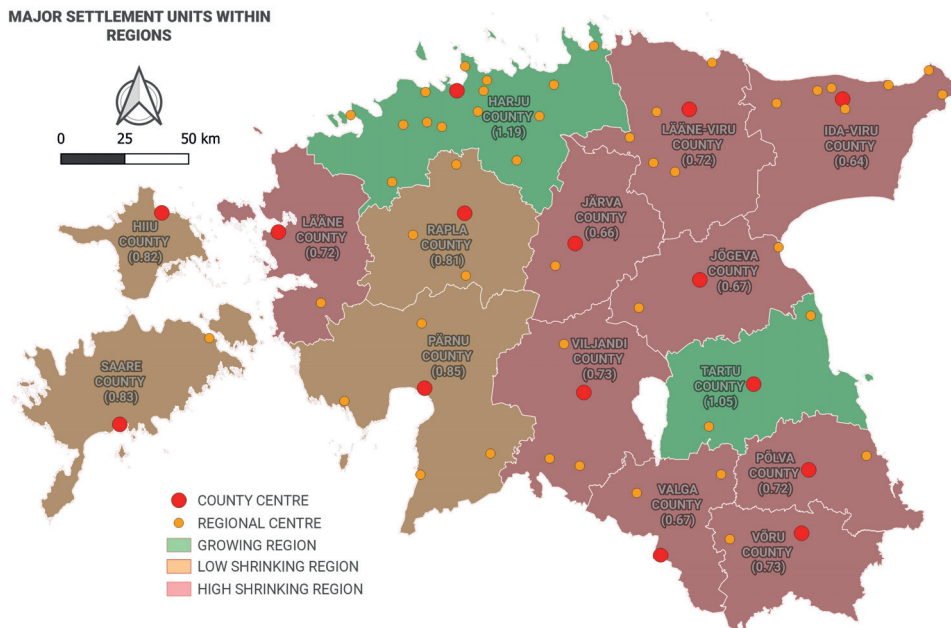 MAJOR SETTLEMENT UNITS WITHIN
REGIONS
0 25 50 km
HARJU
COUNTY
(1.19)
LÄÄNE-VIRU
COUNTY
(0.72)
IDA-VIRU
COUNTY
(0.64)
HIIU
COUNTY
(0.82)
LÄÄNE
COUNTY
(0.72)
RAPLA
COUNTY
(0.81)
JÄRVA
COUNTY
(0.66)
JÕGEVA
COUNTY
(0.67)
SAARE
COUNTY
(0.83)
PÄRNU
COUNTY
(0.85)
VILJANDI
COUNTY
(0.73)
TARTU
COUNTY
(1.05)
PÕLVA
COUNTY
(0.72)
VALGA
COUNTY
(0.67)
VÕRU
COUNTY
(0.73)
COUNTY CENTRE
REGIONAL CENTRE
GROWING REGION
LOW SHRINKING REGION
HIGH SHRINKING REGION